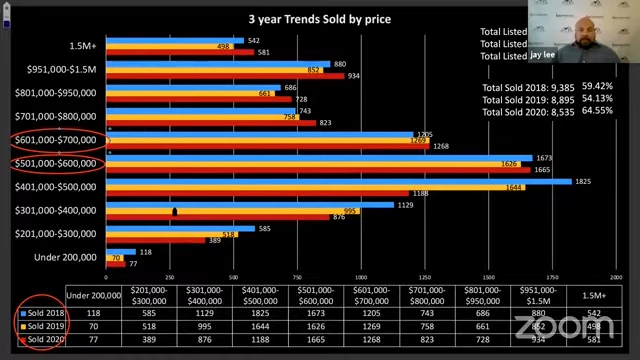 3 year Trends Sold by price
Total Listed
Total Listed
Total Listed
jay lee
Total Sold 2018: 9,385 59.42%
Total Sold 2019: 8,895 54.13%
Total Sold 2020: 8,535 64.55%
1.5M+ 542 498 581
$951,000-$1.5M 880 852 934
$801,000-$950,000 686 661 728
$701,000-$800,000 743 758 823
$601,000-$700,000 1205 1269 1268
$501,000-$600,000 1673 1626 1665
$401,000-$500,000 1825 1644 1188
$301,000-$400,000 1129 995 876
$201,000-$300,000 585 518 389
Under 200,000 118 70 77
0 250 500 750 1000 1250 1500 1750 2000
Under 200,000 $201,000-$300,000 $301,000-$400,000 $401,000-$500,000 $501,000-$600,000 $601,000-$700,000 $701,000-$800,000 $801,000-$950,000 $951,000-$1.5M 1.5M+
Sold 2018 118 585 1129 1825 1673 1205 743 686 880 542
Sold 2019 70 518 995 1644 1626 1269 758 661 852 498
Sold 2020 77 389 876 1188 1665 1268 823 728 934 581
zoom